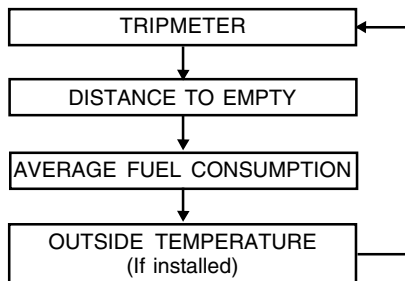 TRIPMETER
DISTANCE TO EMPTY
AVERAGE FUEL CONSUMPTION
OUTSIDE TEMPERATURE
(If installed)